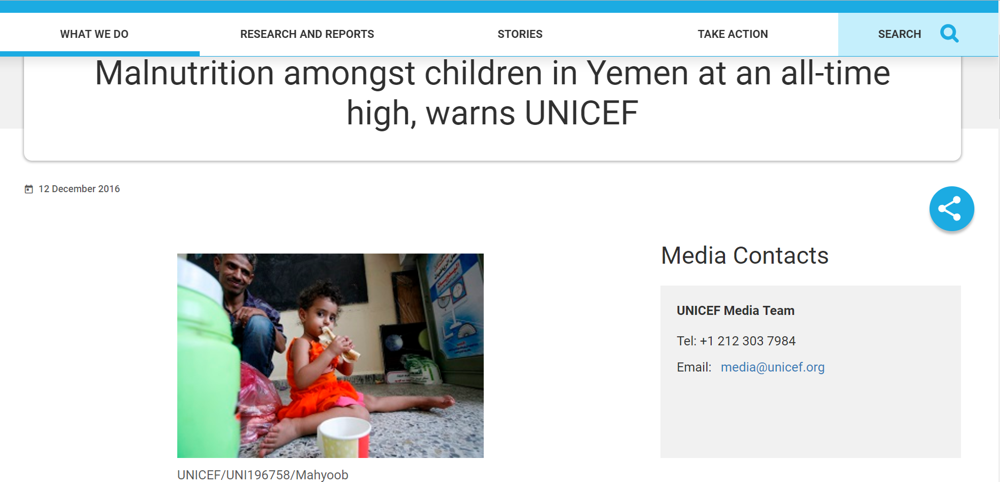 WHAT WE DO
RESEARCH AND REPORTS
STORIES
TAKE ACTION
SEARCH
Malnutrition amongst children in Yemen at an all-time
high, warns UNICEF
12 December 2016
Media Contacts
UNICEF Media Team
Tel: +1 212 303 7984
Email: media@unicef.org
UNICEF/UNI196758/Mahyoob